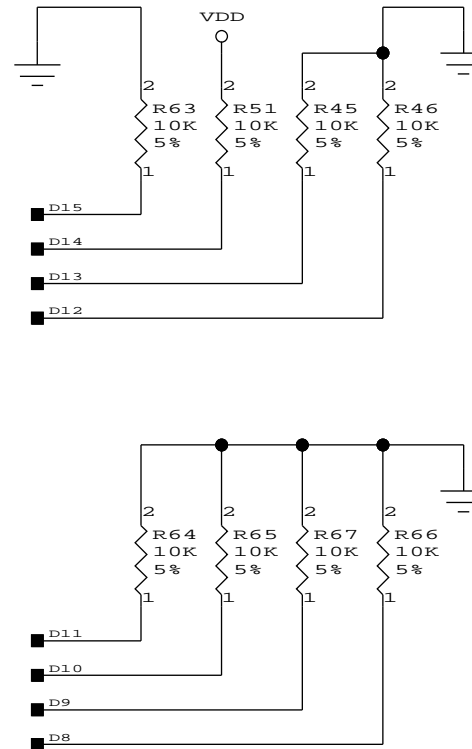 VDD
2 2 2 2
R63 R51 R45 R46
10K 10K 10K 10K
5% 5% 5% 5%
1 1 1 1
D15
D14
D13
D12
2 2 2 2
R64 R65 R67 R66
10K 10K 10K 10K
5% 5% 5% 5%
1 1 1 1
D11
D10
D9
D8